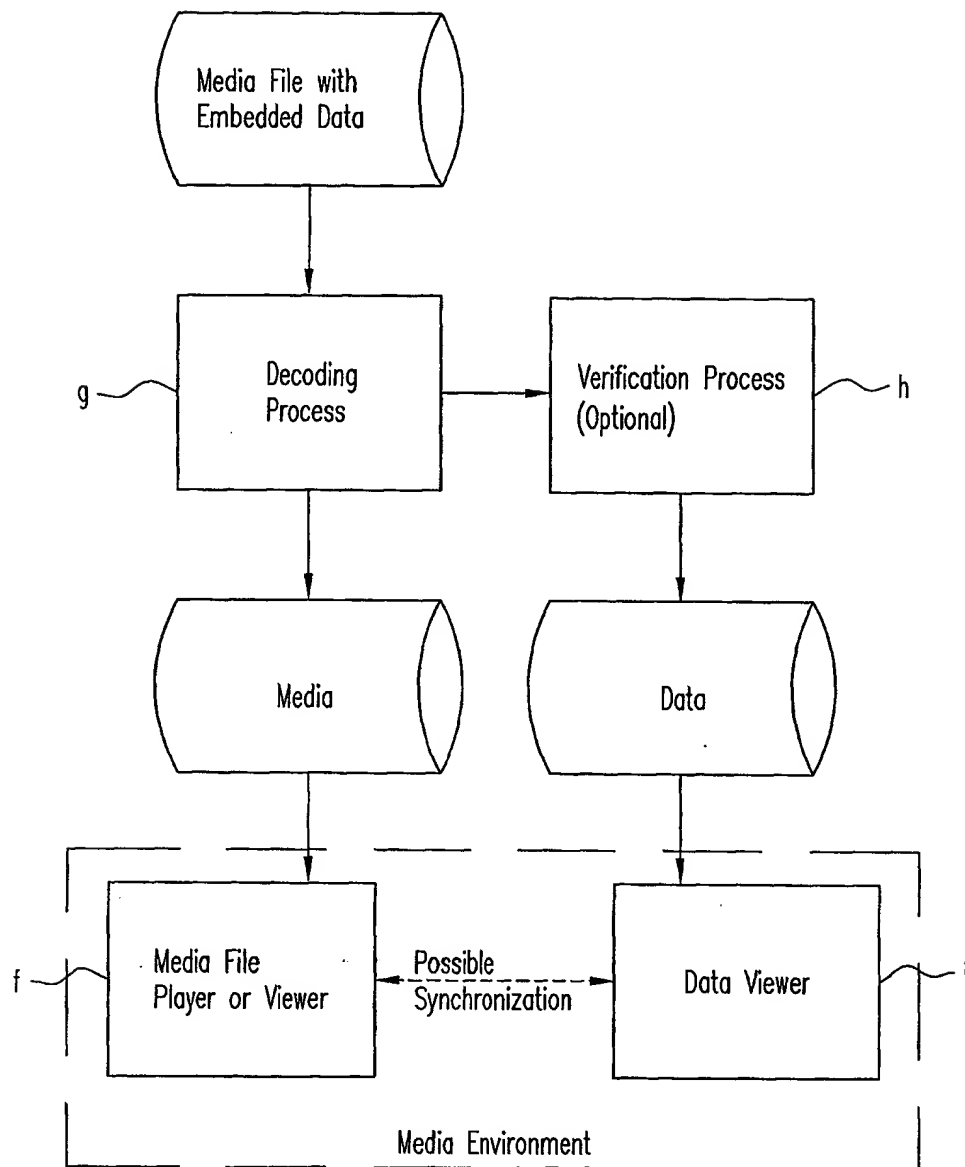 Media File with
Embedded Data
g
Decoding
Process
Verification Process
(Optional)
h
Media
Data
f
Media File
Player or Viewer
Possible
Synchronization
Data Viewer
Media Environment